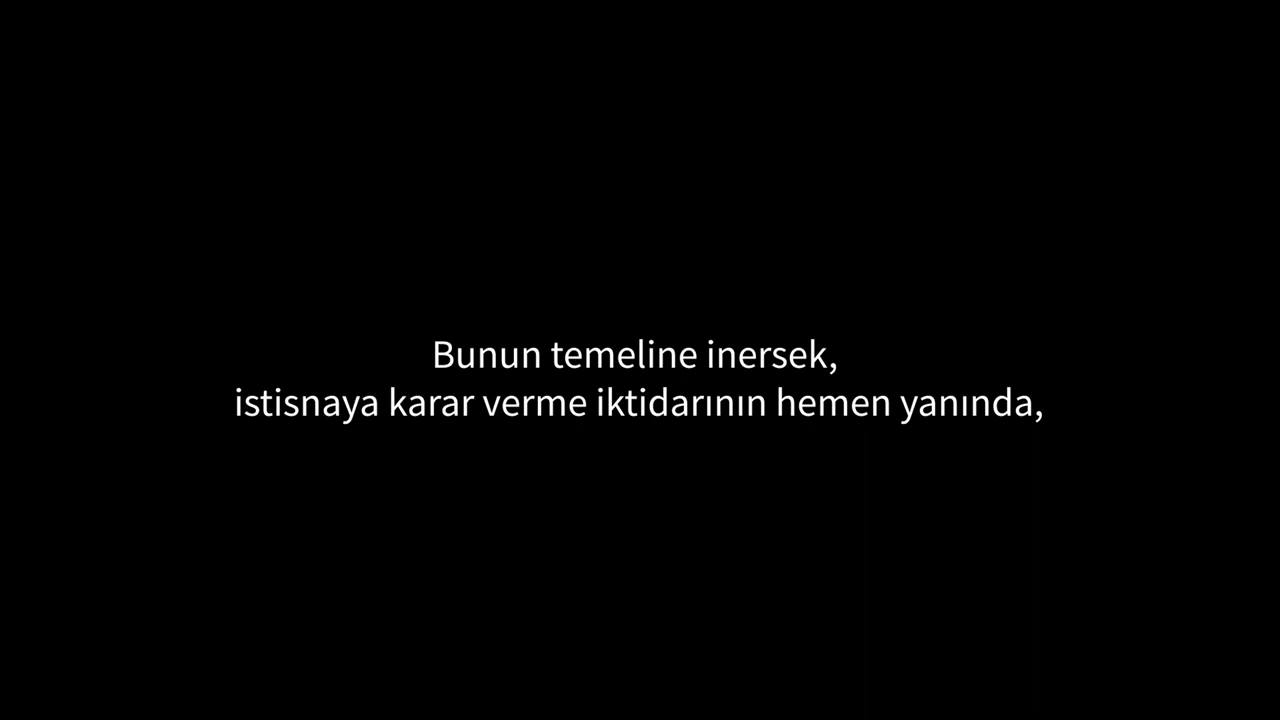 Bunun temeline inersek,
istisnaya karar verme iktidarının hemen yanında,